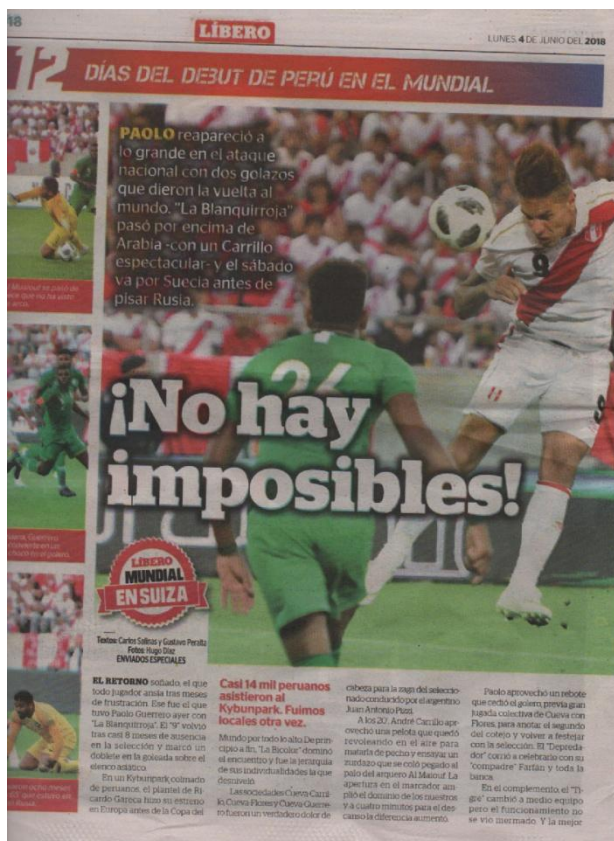 18
LÍBERO
LUNES, 4 DE JUNIO DEL 2018
12 DÍAS DEL DEBUT DE PERÚ EN EL MUNDIAL
PAOLO reapareció a
lo grande en el ataque
nacional con dos golazos
que dieron la vuelta al
mundo. "La Blanquirroja"
pasó por encima de
Arabia -con un Carrillo
espectacular- y el sábado
va por Suecia antes de
pisar Rusia.
9
26
¡No hay
imposibles!
LÍBERO
MUNDIAL
EN SUIZA
Textos: Carlos Salinas y Gustavo Peralta
Fotos: Hugo Díaz
ENVIADOS ESPECIALES
EL RETORNO soñado, el que
todo jugador ansía tras meses
de frustración. Ese fue el que
tuvo Paolo Guerrero ayer con
"La Blanquirroja". El "9" volvió
tras casi 8 meses de ausencia
en la selección y marcó un
doblete en la goleada sobre el
elenco asiático.
En un Kybunpark colmado
de peruanos, el plantel de Ri-
cardo Gareca hizo su estreno
en Europa antes de la Copa del
Casi 14 mil peruanos
asistieron al
Kybunpark. Fuimos
locales otra vez.
Mundo por todo lo alto. De prin-
cipio a fin, "La Bicolor" dominó
el encuentro y fue la jerarquía
de sus individualidades la que
desniveló.
Las sociedades Cueva-Carri-
llo, Cueva-Flores y Cueva-Guerre-
ro fueron un verdadero dolor de
cabeza para la zaga del seleccio-
nado conducido por el argentino
Juan Antonio Pizzi.
A los 20', André Carrillo apro-
vechó una pelota que quedó
revoloteando en el aire para
matarla de pecho y ensayar un
zurdazo que se coló pegado al
palo del arquero Al Maiouf. La
apertura en el marcador am-
plió el dominio de los nuestros
y a cuatro minutos para el des-
canso la diferencia aumentó.
Paolo aprovechó un rebote
que cedió el golero, previa gran
jugada colectiva de Cueva con
Flores, para anotar el segundo
del cotejo y volver a festejar
con la selección. El "Depreda-
dor" corrió a celebrarlo con su
"compadre" Farfán y toda la
banca.
En el complemento, el "Ti-
gre" cambió a medio equipo
pero el funcionamiento no
se vio mermado. Y la mejor